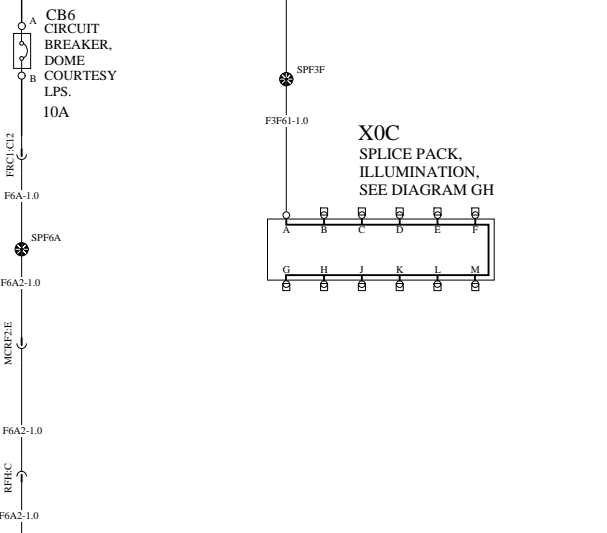 A
CB6
CIRCUIT
BREAKER,
DOME
COURTESY
LPS.
B
10A
FRC1:C12
F6A-1.0
SPF6A
F6A2-1.0
MCRF2:E
F6A2-1.0
RFH:C
F6A2-1.0
SPF3F
F3F61-1.0
X0C
SPLICE PACK,
ILLUMINATION,
SEE DIAGRAM GH
A B C D E F
G H J K L M